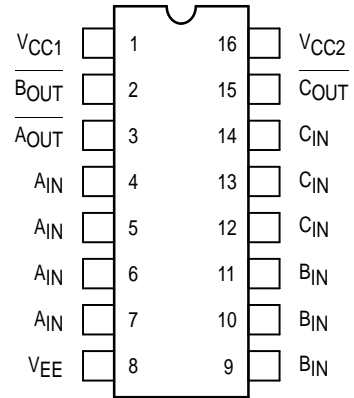 VCC1 1 16 VCC2
BOUT 2 15 COUT
AOUT 3 14 CIN
AIN 4 13 CIN
AIN 5 12 CIN
AIN 6 11 BIN
AIN 7 10 BIN
VEE 8 9 BIN